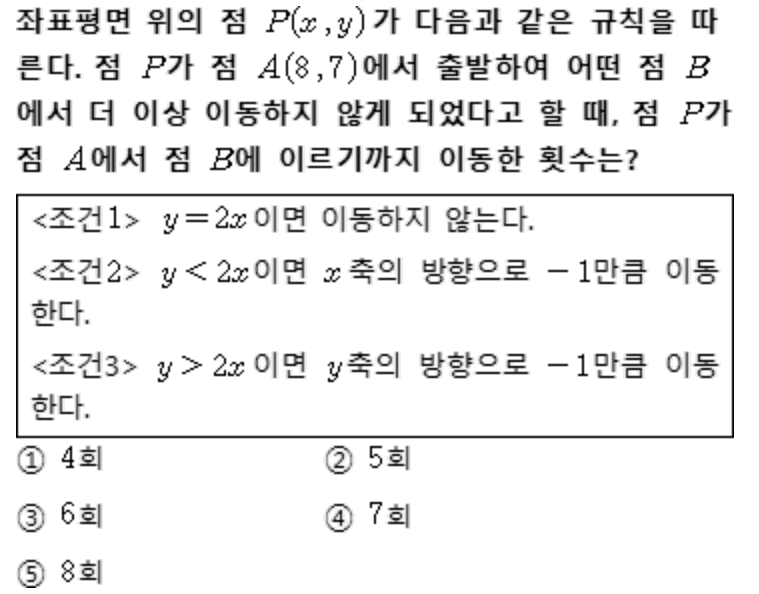 좌표평면 위의 점 P(x,y)가 다음과 같은 규칙을 따
른다. 점 P가 점 A(8,7)에서 출발하여 어떤 점 B
에서 더 이상 이동하지 않게 되었다고 할 때, 점 P가
점 A에서 점 B에 이르기까지 이동한 횟수는?
<조건1> y=2x이면 이동하지 않는다.
<조건2> y<2x이면 x축의 방향으로 -1만큼 이동
한다.
<조건3> y>2x이면 y축의 방향으로 -1만큼 이동
한다.
① 4회 ② 5회
③ 6회 ④ 7회
⑤ 8회